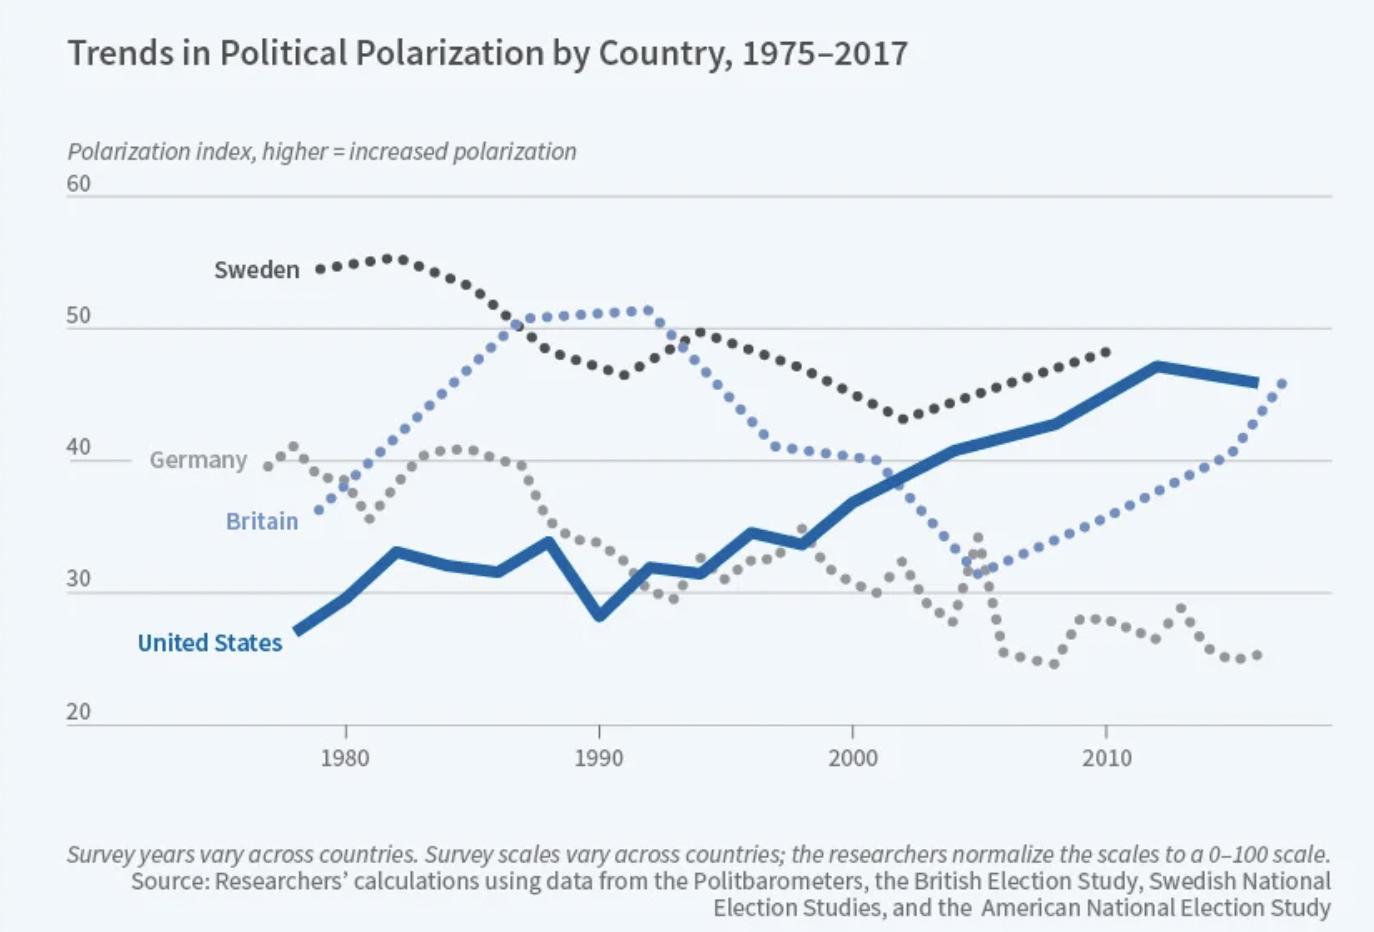 Trends in Political Polarization by Country, 1975–2017
Polarization index, higher = increased polarization
60
Sweden
50
40
Germany
Britain
30
United States
20
1980
1990
2000
2010
Survey years vary across countries. Survey scales vary across countries; the researchers normalize the scales to a 0–100 scale.
Source: Researchers’ calculations using data from the Politbarometers, the British Election Study, Swedish National
Election Studies, and the American National Election Study